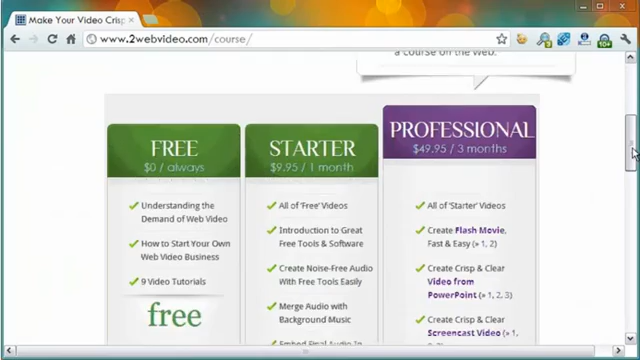 Make Your Video Crisp
www.2webvideo.com/course/
10+
a course on the web.
FREE
$0 / always
Understanding the
Demand of Web Video
How to Start Your Own
Web Video Business
9 Video Tutorials
free
STARTER
$9.95 / 1 month
All of 'Free' Videos
Introduction to Great
Free Tools & Software
Create Noise-Free Audio
With Free Tools Easily
Merge Audio with
Background Music
PROFESSIONAL
$49.95 / 3 months
All of 'Starter' Videos
Create Flash Movie,
Fast & Easy (» 1, 2)
Create Crisp & Clear
Video from
PowerPoint (» 1, 2, 3)
Create Crisp & Clear
Screencast Video (» 1,